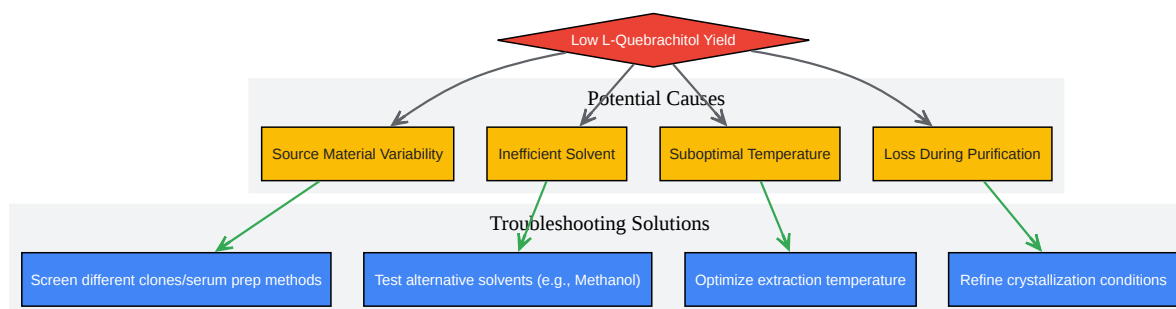 Low L-Quebrachitol Yield
Potential Causes
Source Material Variability
Inefficient Solvent
Suboptimal Temperature
Loss During Purification
Troubleshooting Solutions
Screen different clones/serum prep methods
Test alternative solvents (e.g., Methanol)
Optimize extraction temperature
Refine crystallization conditions